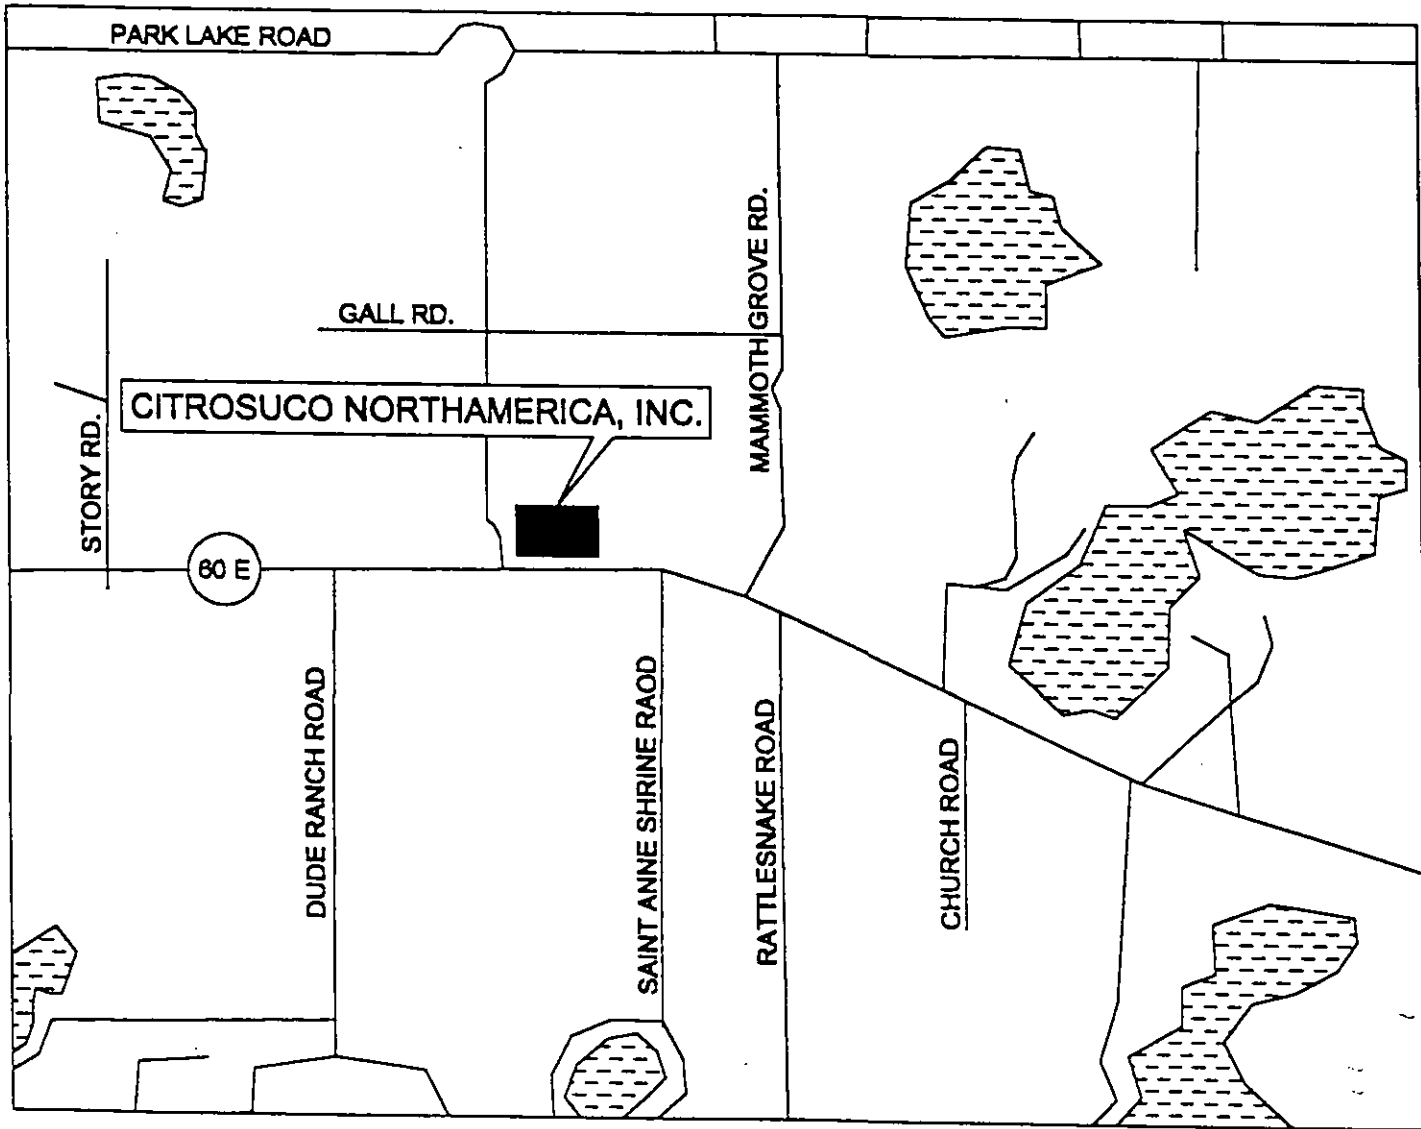 PARK LAKE ROAD
MAMMOTH GROVE RD.
GALL RD.
CITROSUCO NORTHAMERICA, INC.
STORY RD.
60 E
DUDE RANCH ROAD
SAINT ANNE SHRINE RAOD
RATTLESNAKE ROAD
CHURCH ROAD